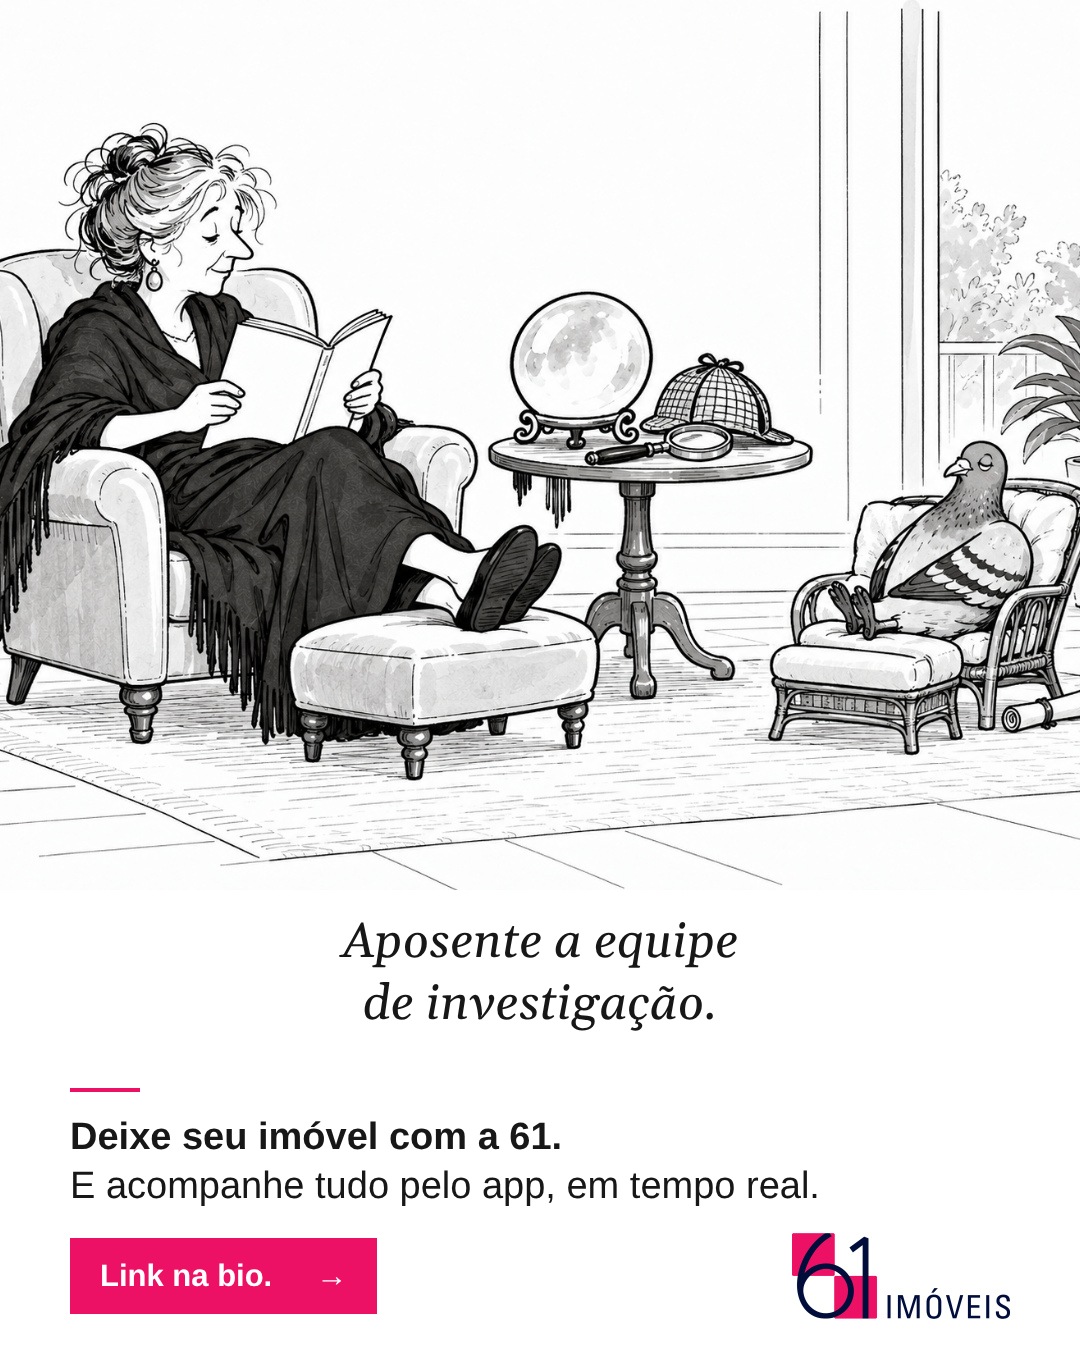 Aposente a equipe
de investigação.
Deixe seu imóvel com a 61.
E acompanhe tudo pelo app, em tempo real.
Link na bio. →
61 IMÓVEIS